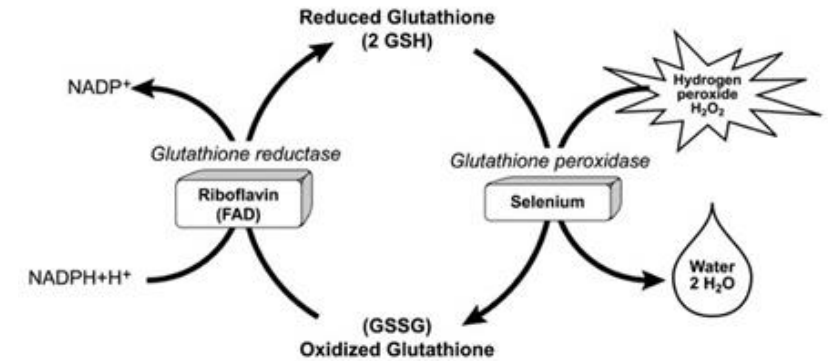 Reduced Glutathione
(2 GSH)
NADP⁺
Hydrogen
peroxide
H₂O₂
Glutathione reductase
Glutathione peroxidase
Riboflavin
(FAD)
Selenium
NADPH+H⁺
Water
2 H₂O
(GSSG)
Oxidized Glutathione